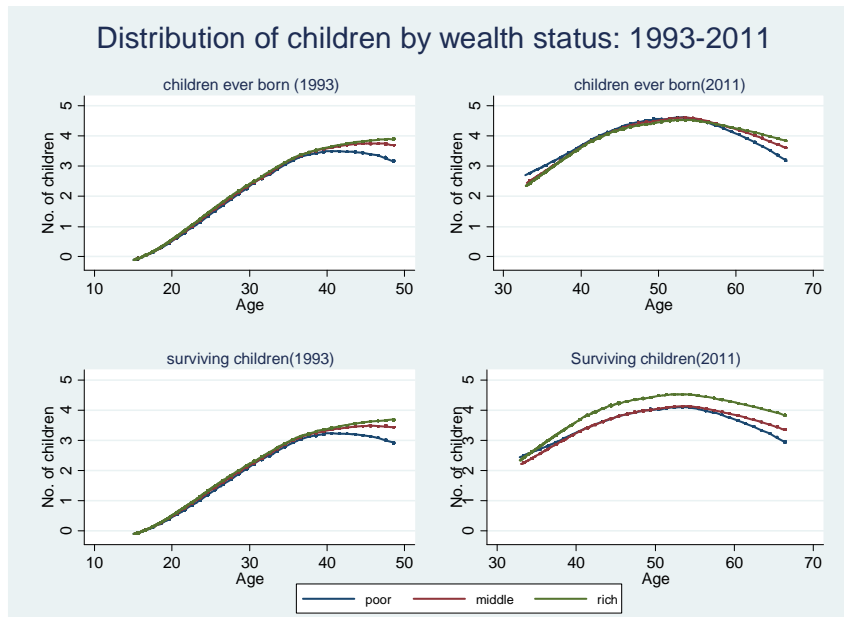 Distribution of children by wealth status: 1993-2011
children ever born (1993)
No. of children
0 1 2 3 4 5
10 20 30 40 50
Age
children ever born(2011)
No. of children
0 1 2 3 4 5
30 40 50 60 70
Age
surviving children(1993)
No. of children
0 1 2 3 4 5
10 20 30 40 50
Age
Surviving children(2011)
No. of children
0 1 2 3 4 5
30 40 50 60 70
Age
poor middle rich